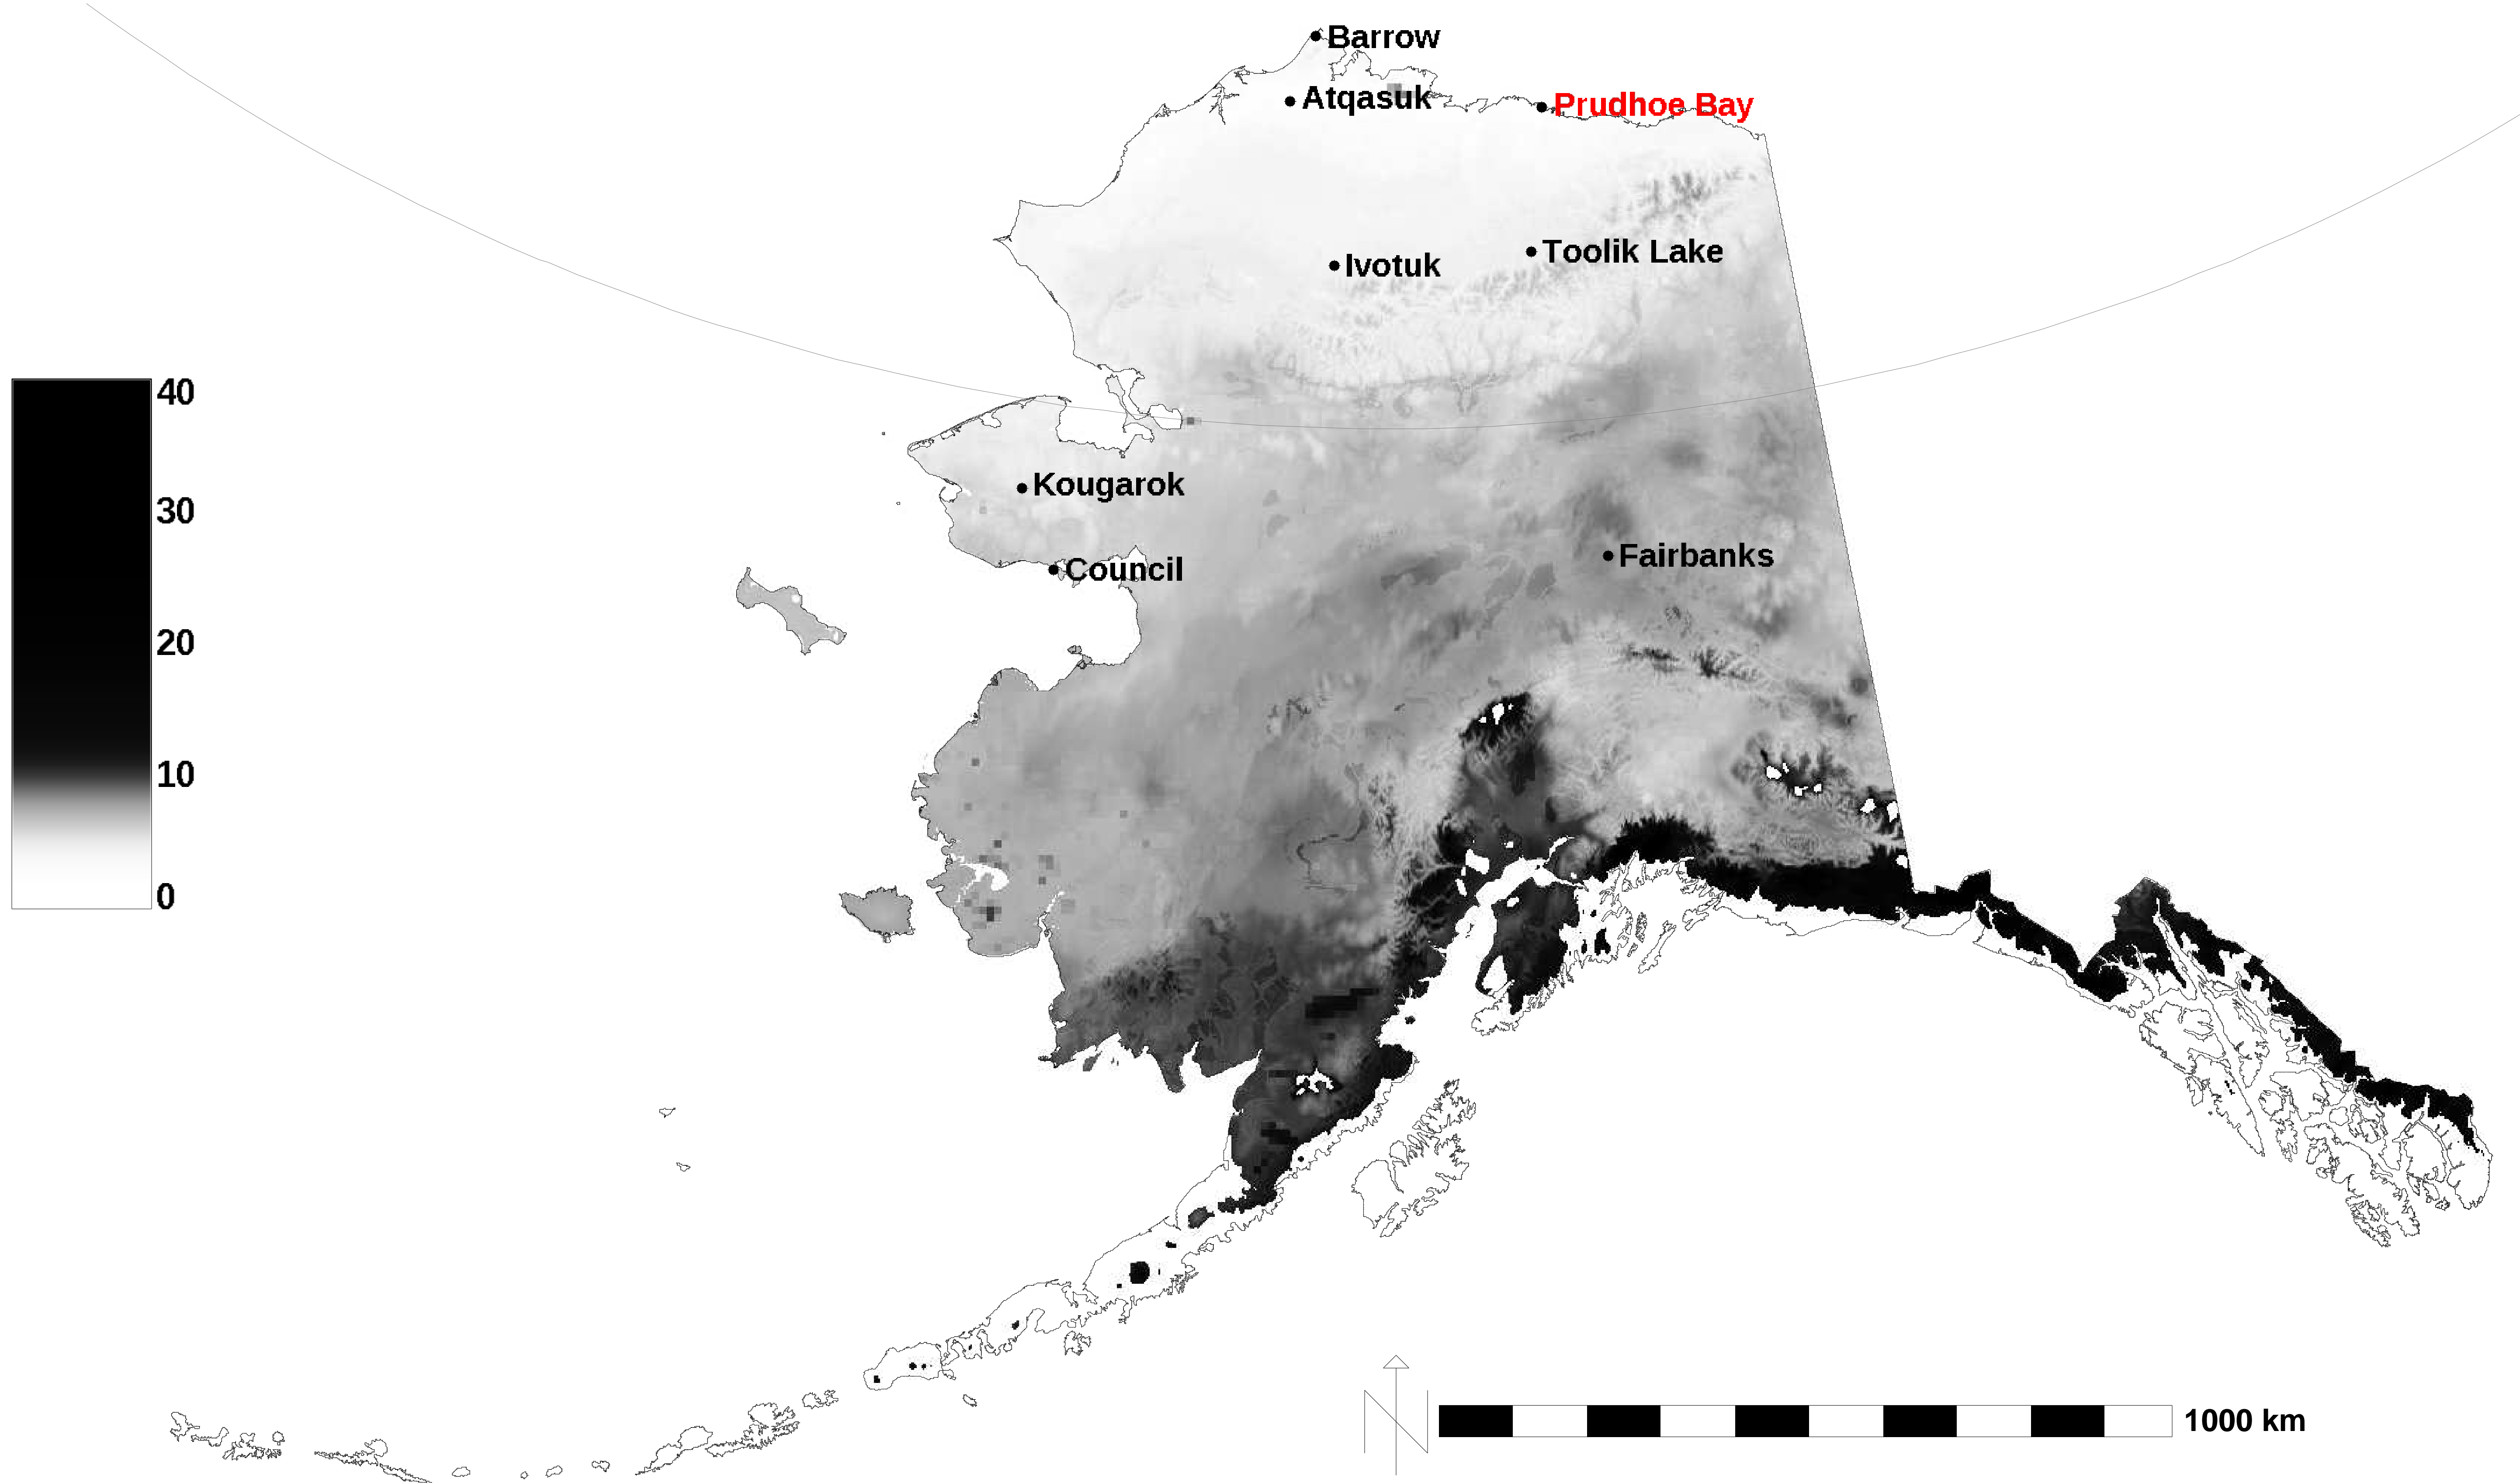 Barrow
Atqasuk
Prudhoe Bay
Toolik Lake
Ivotuk
40
30
20
10
0
Kougarok
Council
Fairbanks
N
1000 km